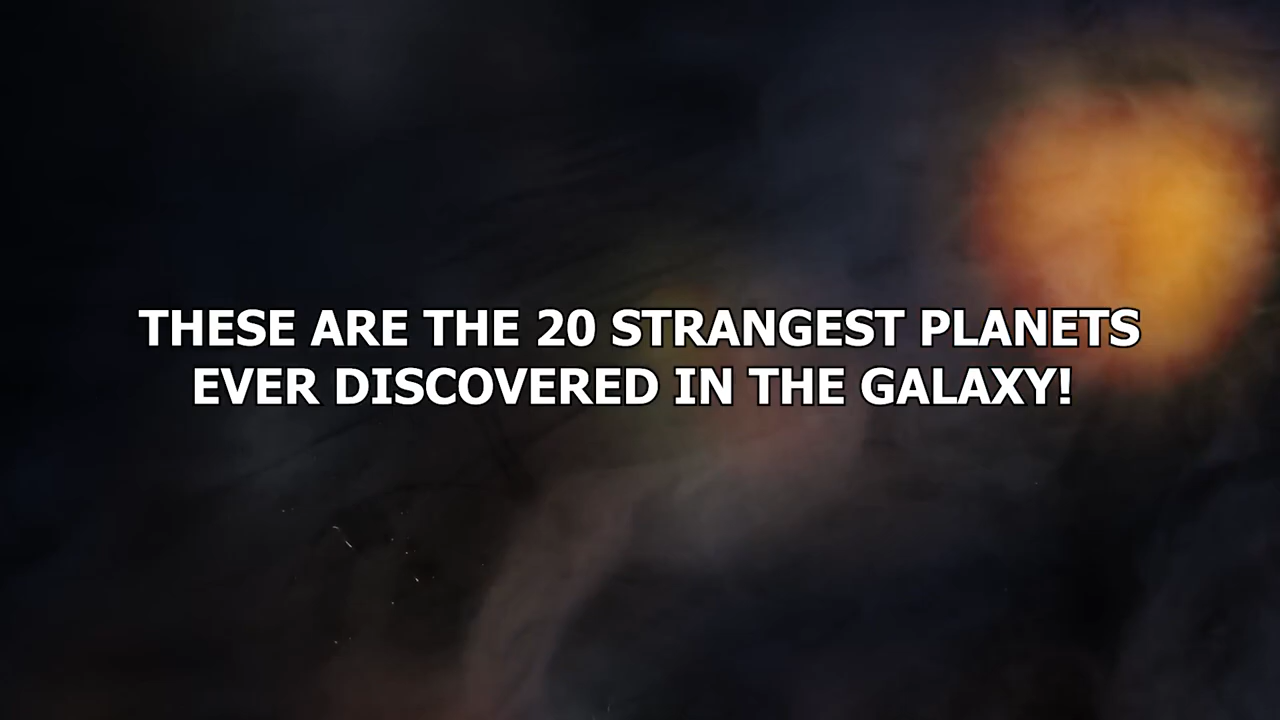 THESE ARE THE 20 STRANGEST PLANETS
EVER DISCOVERED IN THE GALAXY!